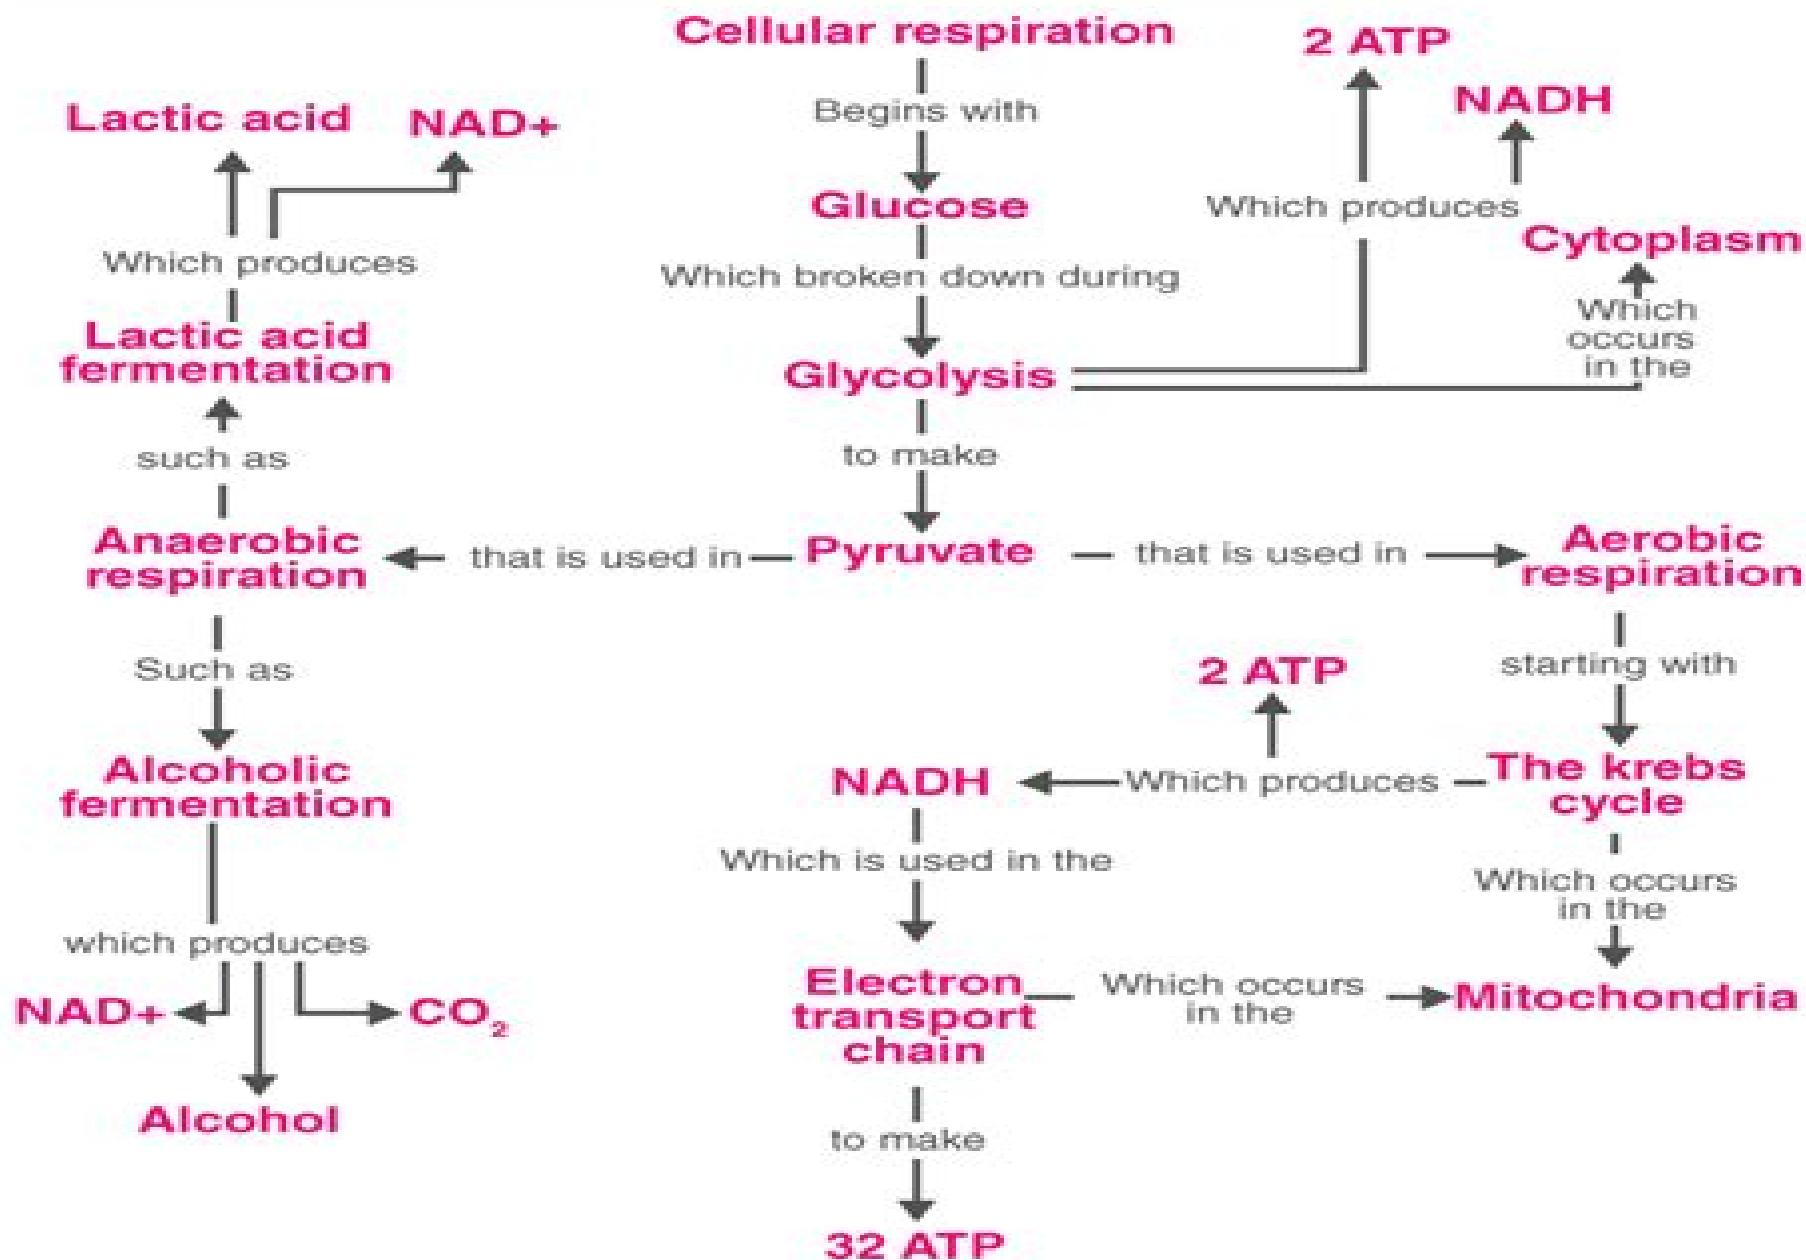 Cellular respiration
2 ATP
NADH
Lactic acid
NAD+
Begins with
Glucose
Which produces
Cytoplasm
Which produces
Which broken down during
Which
occurs
in the
Lactic acid
fermentation
Glycolysis
such as
to make
Anaerobic
respiration
that is used in
Pyruvate
that is used in
Aerobic
respiration
Such as
2 ATP
starting with
Alcoholic
fermentation
NADH
Which produces
The krebs
cycle
Which is used in the
Which occurs
in the
which produces
NAD+
CO₂
Alcohol
Electron
transport
chain
Which occurs
in the
Mitochondria
to make
32 ATP